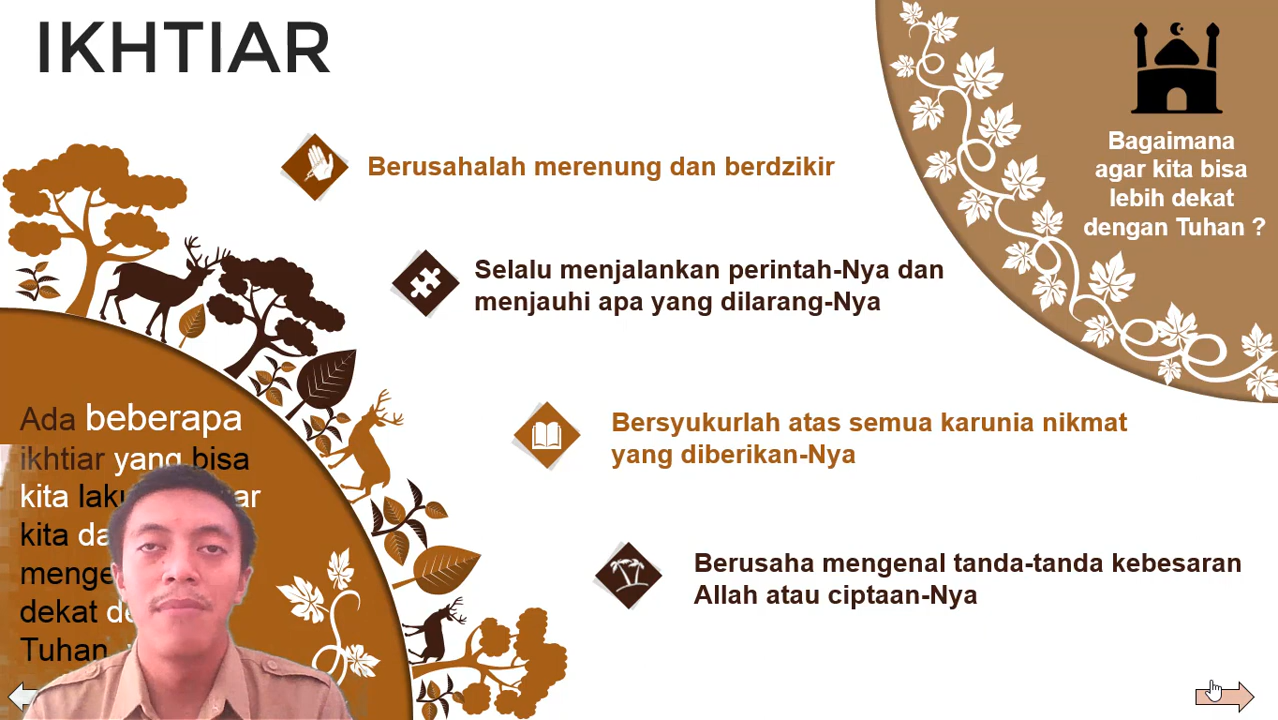 IKHTIAR
Bagaimana
agar kita bisa
lebih dekat
dengan Tuhan ?
Berusahalah merenung dan berdzikir
Selalu menjalankan perintah-Nya dan
menjauhi apa yang dilarang-Nya
Bersyukurlah atas semua karunia nikmat
yang diberikan-Nya
Berusaha mengenal tanda-tanda kebesaran
Allah atau ciptaan-Nya
Ada beberapa
ikhtiar yang bisa
kita
kita
dekat
Tuhan